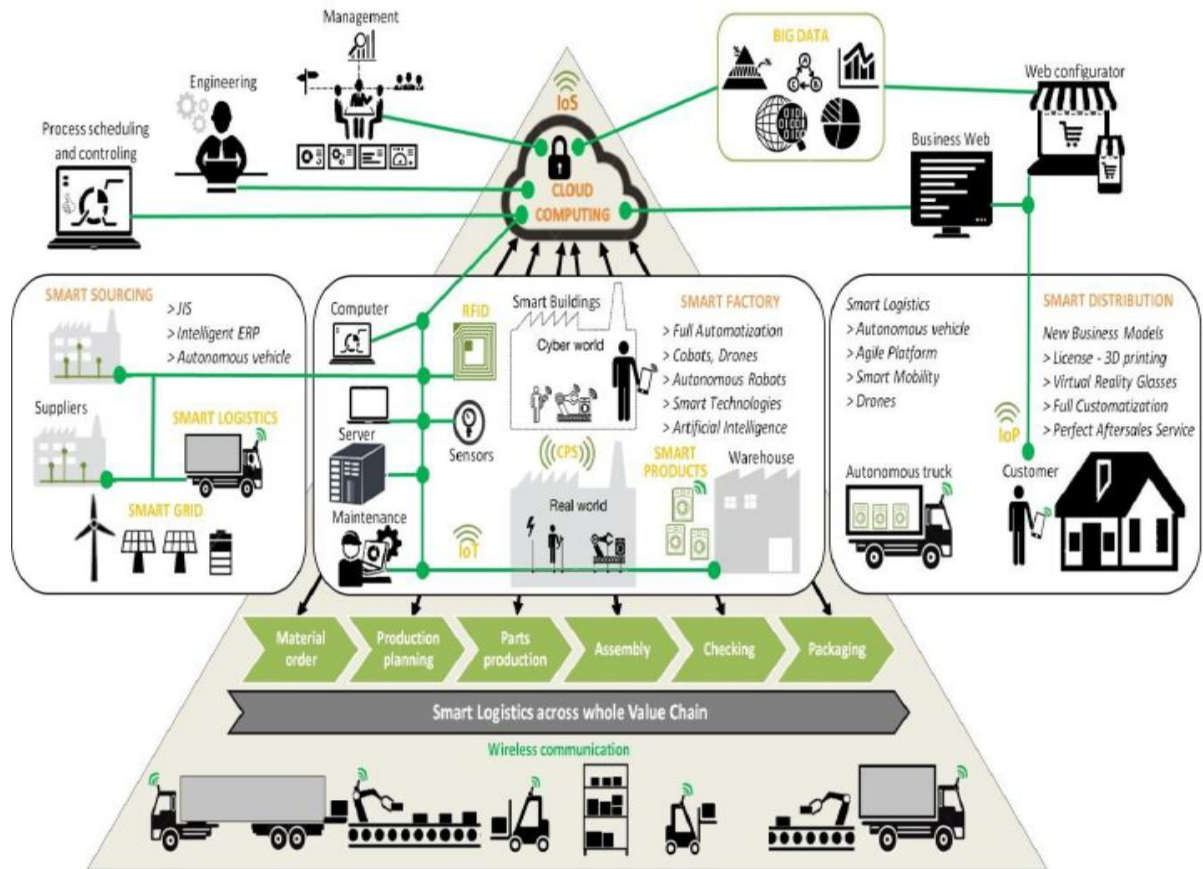 Management
Engineering
Process scheduling
and controling
IoS
CLOUD
COMPUTING
BIG DATA
A
C
B
Web configurator
Business Web
SMART SOURCING
> JIS
> Intelligent ERP
> Autonomous vehicle
Suppliers
SMART LOGISTICS
SMART GRID
Computer
RFID
Server
Sensors
Maintenance
IoT
Smart Buildings
Cyber world
(CPS)
Real world
SMART FACTORY
> Full Automatization
> Cobots, Drones
> Autonomous Robots
> Smart Technologies
> Artificial Intelligence
SMART
PRODUCTS
Warehouse
Smart Logistics
> Autonomous vehicle
> Agile Platform
> Smart Mobility
> Drones
SMART DISTRIBUTION
New Business Models
> License - 3D printing
> Virtual Reality Glasses
> Full Customatization
> Perfect Aftersales Service
IoP
Autonomous truck
Customer
Material
order
Production
planning
Parts
production
Assembly
Checking
Packaging
Smart Logistics across whole Value Chain
Wireless communication